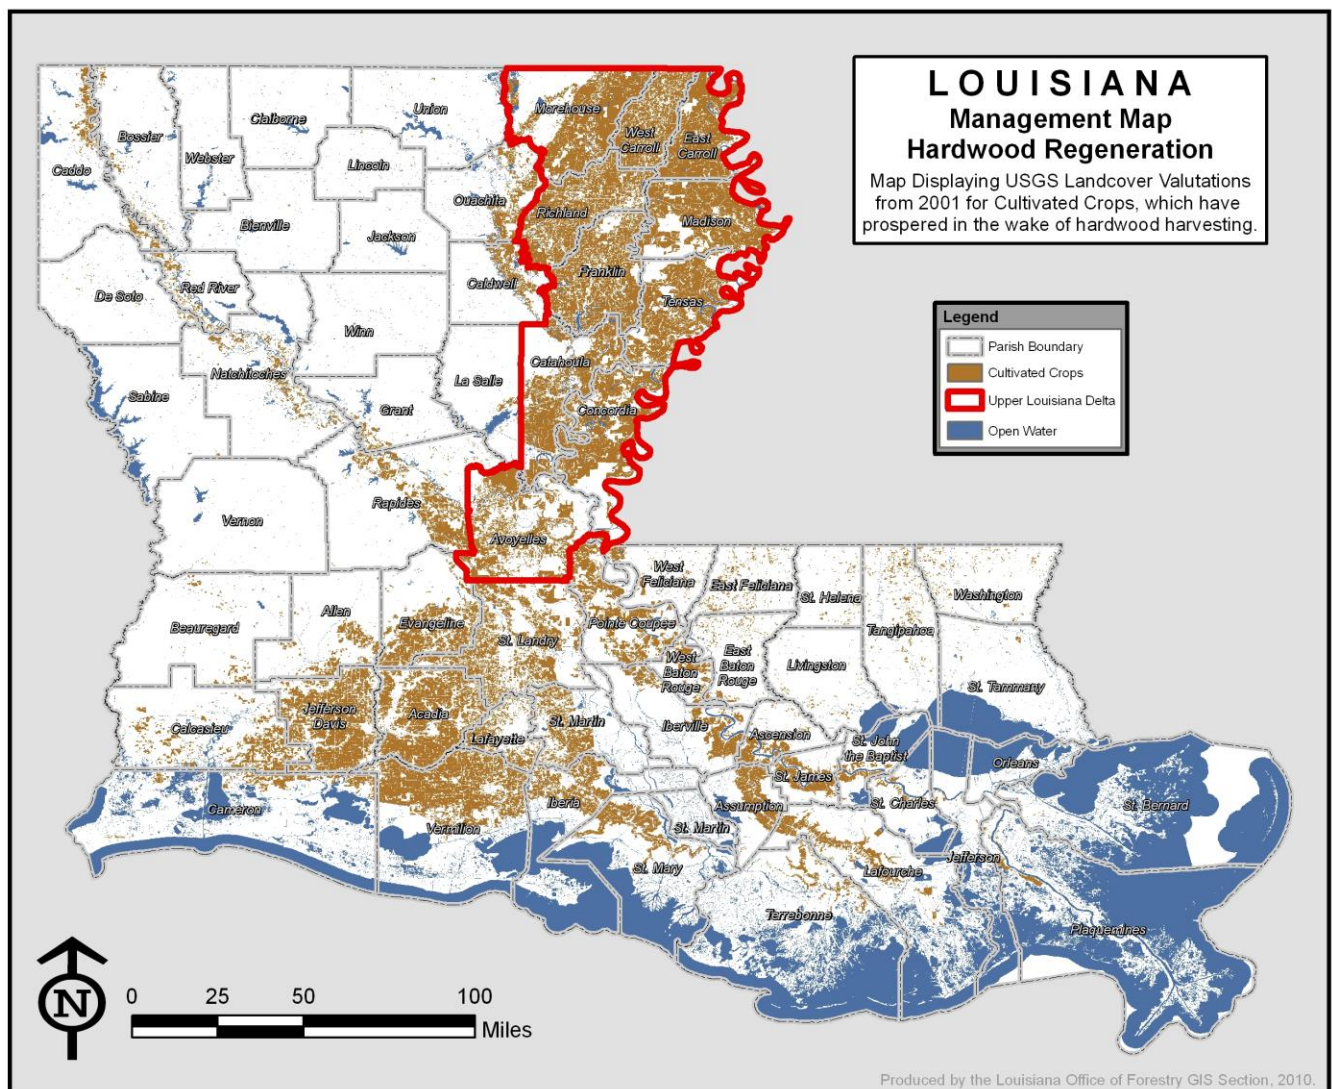 LOUISIANA
Management Map
Hardwood Regeneration
Map Displaying USGS Landcover Valutations
from 2001 for Cultivated Crops, which have
prospered in the wake of hardwood harvesting.
Legend
Parish Boundary
Cultivated Crops
Upper Louisiana Delta
Open Water
Caddo
Bossier
Webster
Claiborne
Union
Lincoln
Morehouse
West
Carroll
East
Carroll
Ouachita
Richland
Madison
Bienville
Jackson
De Soto
Red River
Caldwell
Franklin
Tensas
Winn
Natchitoches
Sabine
Grant
La Salle
Catahoula
Concordia
Vernon
Rapides
Avoyelles
West
Feliciana
East Feliciana
St. Helena
Washington
Tangipahoa
Beauregard
Allen
Evangeline
St. Landry
Pointe Coupee
West
Baton
Rouge
East
Baton
Rouge
Livingston
St. Tammany
Calcasieu
Jefferson
Davis
Acadia
Lafayette
St. Martin
Iberville
Ascension
St. John
the Baptist
Orleans
St. James
St. Bernard
Cameron
Vermilion
Iberia
Assumption
St. Charles
St. Martin
St. Mary
Jefferson
Lafourche
Terrebonne
Plaquemines
N
0 25 50 100
Miles
Produced by the Louisiana Office of Forestry GIS Section, 2010.